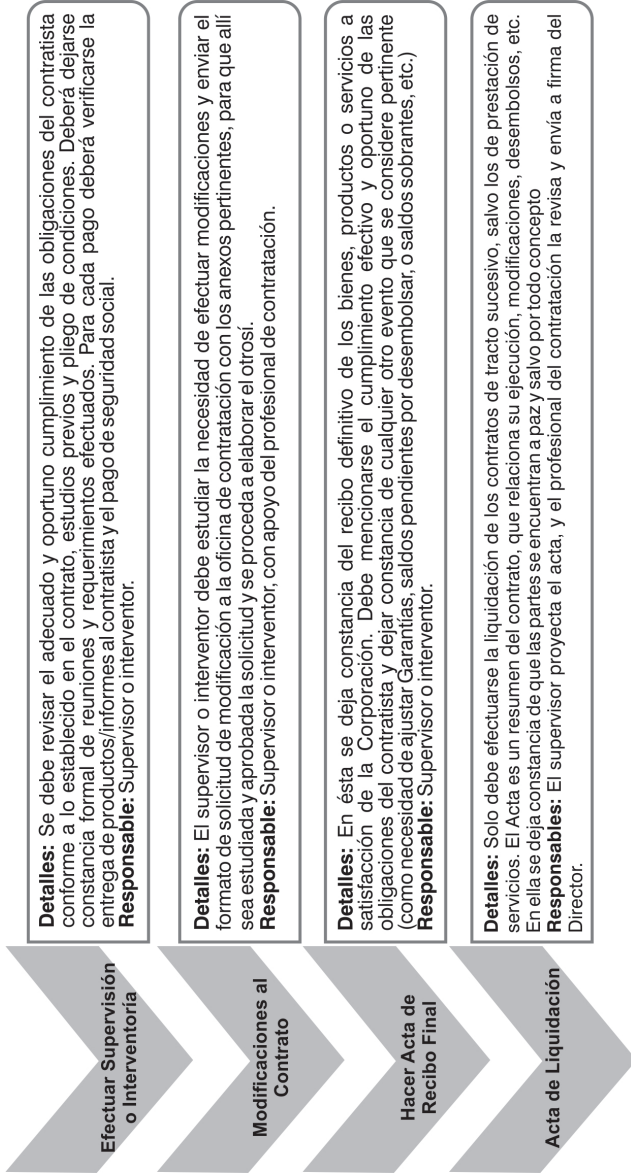 Efectuar Supervisión
o Interventoría
Detalles: Se debe revisar el adecuado y oportuno cumplimiento de las obligaciones del contratista
conforme a lo establecido en el contrato, estudios previos y pliego de condiciones. Deberá dejarse
constancia formal de reuniones y requerimientos efectuados. Para cada pago deberá verificarse la
entrega de productos/informes al contratista y el pago de seguridad social.
Responsable: Supervisor o interventor.
Modificaciones al
Contrato
Detalles: El supervisor o interventor debe estudiar la necesidad de efectuar modificaciones y enviar el
formato de solicitud de modificación a la oficina de contratación con los anexos pertinentes, para que allí
sea estudiada y aprobada la solicitud y se proceda a elaborar el otrosí.
Responsable: Supervisor o interventor, con apoyo del profesional de contratación.
Hacer Acta de
Recibo Final
Detalles: En ésta se deja constancia del recibo definitivo de los bienes, productos o servicios a
satisfacción de la Corporación. Debe mencionarse el cumplimiento efectivo y oportuno de las
obligaciones del contratista y dejar constancia de cualquier otro evento que se considere pertinente
(como necesidad de ajustar Garantías, saldos pendientes por desembolsar, o saldos sobrantes, etc.)
Responsable: Supervisor o interventor.
Acta de Liquidación
Detalles: Solo debe efectuarse la liquidación de los contratos de tracto sucesivo, salvo los de prestación de
servicios. El Acta es un resumen del contrato, que relaciona su ejecución, modificaciones, desembolsos, etc.
En ella se deja constancia de que las partes se encuentran a paz y salvo por todo concepto
Responsables: El supervisor proyecta el acta, y el profesional del contratación la revisa y envía a firma del
Director.